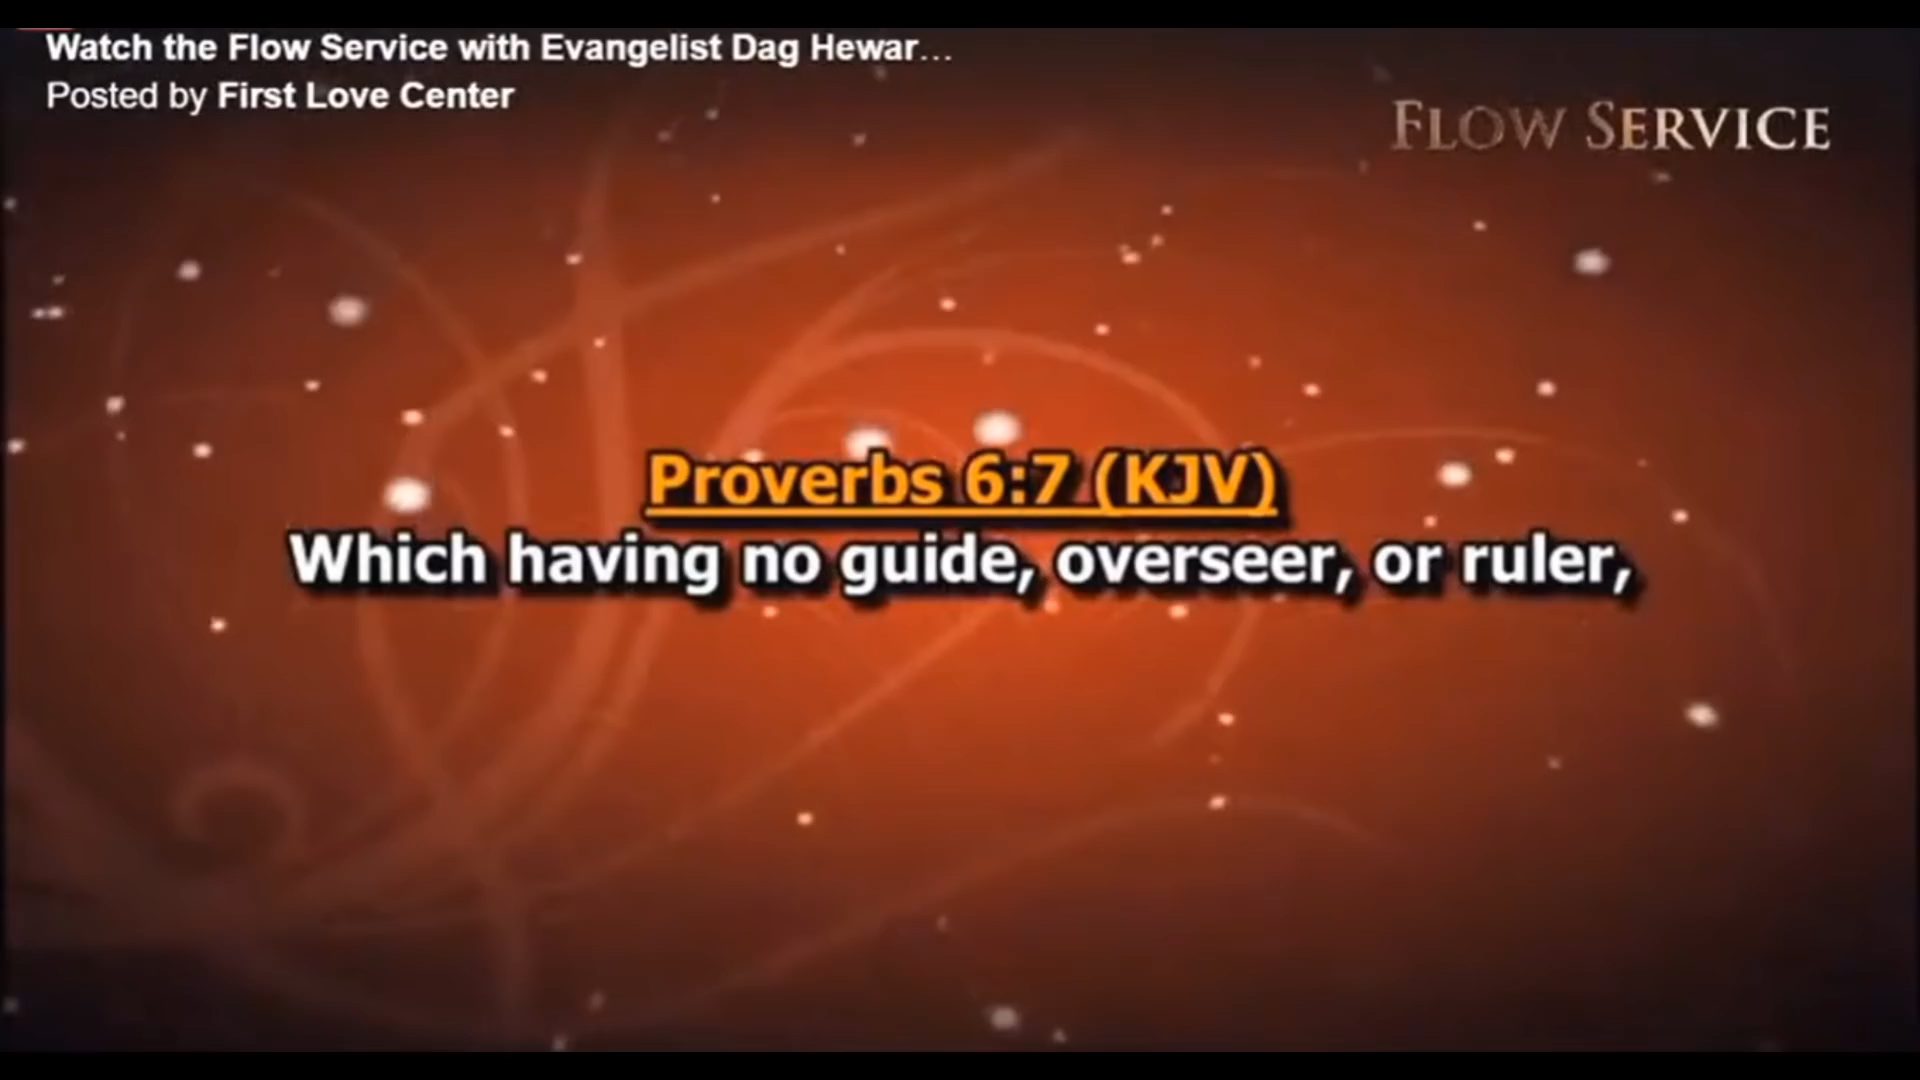 Watch the Flow Service with Evangelist Dag Hewar...
Posted by First Love Center
FLOW SERVICE
Proverbs 6:7 (KJV)
Which having no guide, overseer, or ruler,